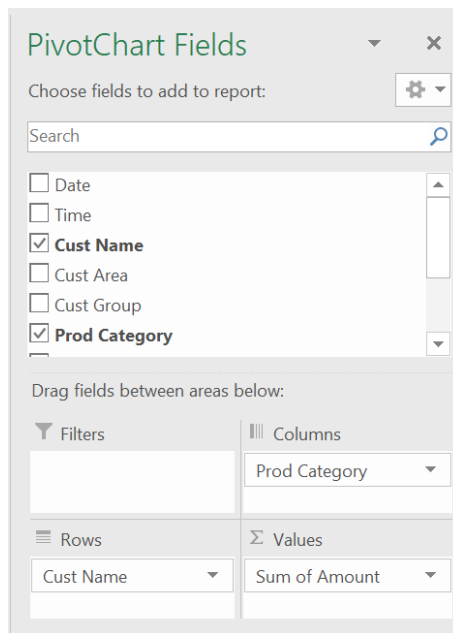 PivotChart Fields
Choose fields to add to report:
Search
Date
Time
Cust Name
Cust Area
Cust Group
Prod Category
Drag fields between areas below:
Filters
Columns
Prod Category
Rows
Σ Values
Cust Name
Sum of Amount